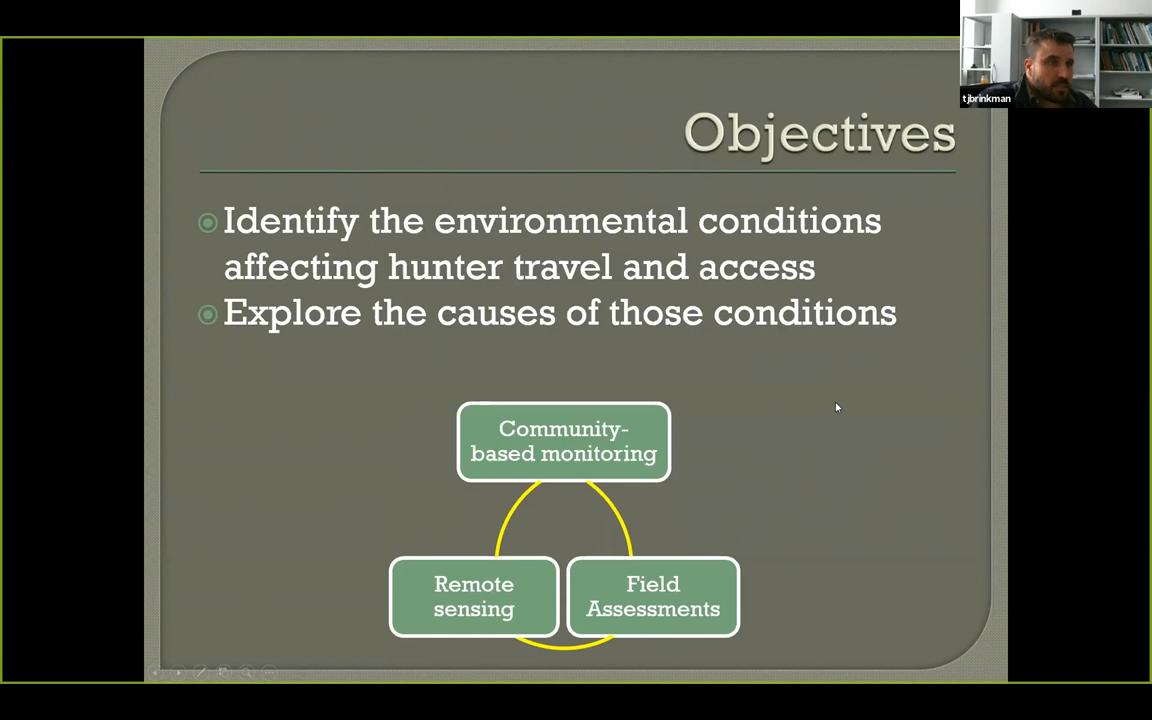 tjbrinkman
Objectives
Identify the environmental conditions
affecting hunter travel and access
Explore the causes of those conditions
Community-
based monitoring
Remote
sensing
Field
Assessments